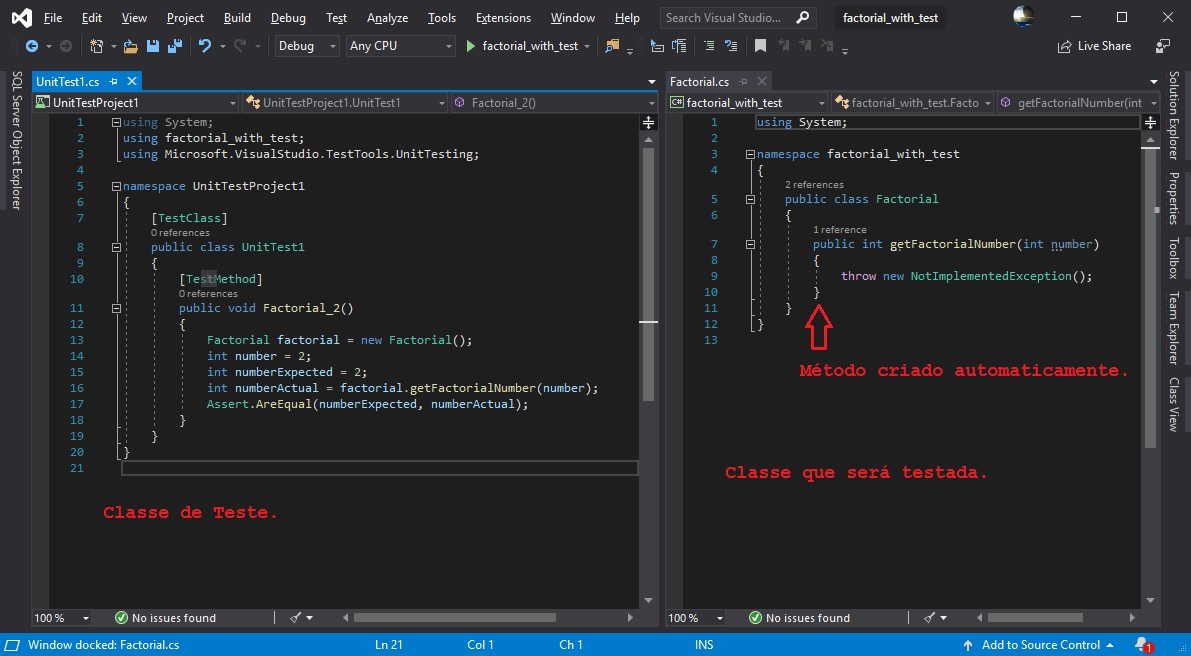 File Edit View Project Build Debug Test Analyze Tools Extensions Window Help Search Visual Studio... factorial_with_test
Debug Any CPU factorial_with_test Live Share
SQL Server Object Explorer
UnitTest1.cs
UnitTestProject1 UnitTestProject1.UnitTest1 Factorial_2()
1 using System;
2 using factorial_with_test;
3 using Microsoft.VisualStudio.TestTools.UnitTesting;
4
5 namespace UnitTestProject1
6 {
7 [TestClass]
0 references
8 public class UnitTest1
9 {
10 [TestMethod]
0 references
11 public void Factorial_2()
12 {
13 Factorial factorial = new Factorial();
14 int number = 2;
15 int numberExpected = 2;
16 int numberActual = factorial.getFactorialNumber(number);
17 Assert.AreEqual(numberExpected, numberActual);
18 }
19 }
20 }
21
Classe de Teste.
100 % No issues found
Factorial.cs
C# factorial_with_test factorial_with_test.Facto getFactorialNumber(int
1 using System;
2
3 namespace factorial_with_test
4 {
2 references
5 public class Factorial
6 {
1 reference
7 public int getFactorialNumber(int number)
8 {
9 throw new NotImplementedException();
10 }
11 }
12 }
13
Método criado automaticamente.
Classe que será testada.
100 % No issues found
Solution Explorer
Properties
Toolbox
Team Explorer
Class View
Window docked: Factorial.cs Ln 21 Col 1 Ch 1 INS Add to Source Control 1